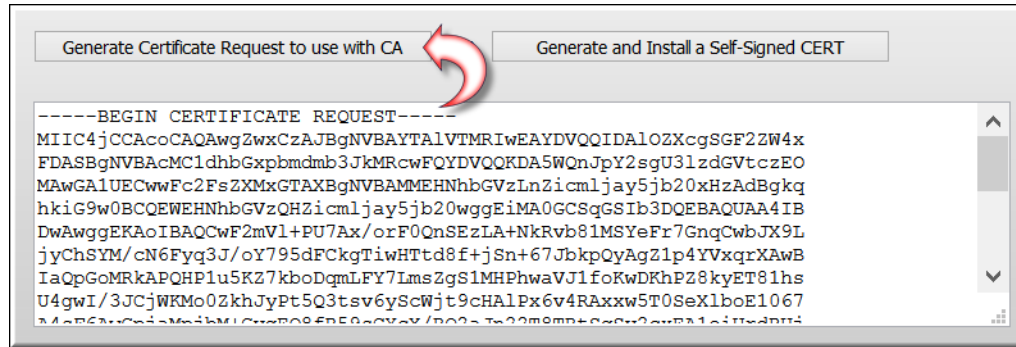 Generate Certificate Request to use with CA
Generate and Install a Self-Signed CERT
-----BEGIN CERTIFICATE REQUEST-----
MIIC4jCCAcoCAQAwgZwxCzAJBgNVBAYTAlVTMRIwEAYDVQQIDAlOZXcgSGF2ZW4x
FDASBgNVBAcMC1dhbGxpbmdmb3JkMRcwFQYDVQQKDA5WQnJpY2sgU3lzdGVtczEO
MAwGA1UECwwFc2FsZXMxGTAXBgNVBAMMEHNhbGVzLnZicmljay5jb20xHzAdBgkq
hkiG9w0BCQEWEHNhbGVzQHZicmljay5jb20wggEiMA0GCSqGSIb3DQEBAQUAA4IB
DwAwggEKAoIBAQCwF2mVl+PU7Ax/orF0QnSEzLA+NkRvb81MSYeFr7GnqCwbJX9L
jyChSYM/cN6Fyq3J/oY795dFCkgTiwHTtd8f+jSn+67JbkpQyAgZ1p4YVxqrXAwB
IaQpGoMRkAPQHP1u5KZ7kboDqmLFY7LmsZgS1MHPhwaVJ1foKwDKhPZ8kyET81hs
U4gwI/3JCjWKMo0ZkhJyPt5Q3tsv6yScWjt9cHAlPx6v4RAxxw5T0SeXlboE1067